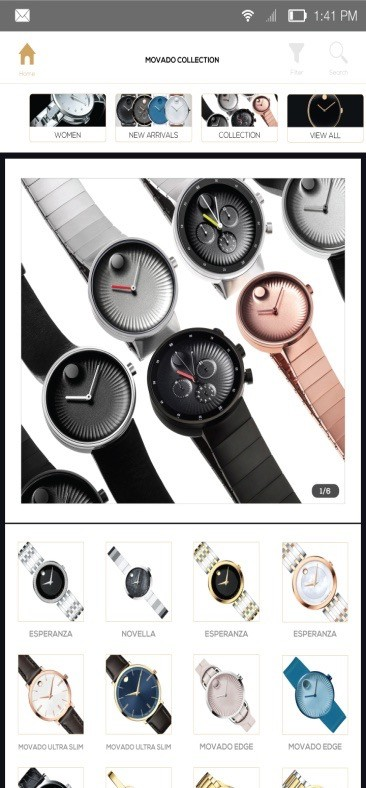 1:41 PM
Home
MOVADO COLLECTION
Filter
Search
WOMEN
NEW ARRIVALS
COLLECTION
VIEW ALL
1/6
ESPERANZA
NOVELLA
ESPERANZA
ESPERANZA
MOVADO ULTRA SLIM
MOVADO ULTRA SLIM
MOVADO EDGE
MOVADO EDGE